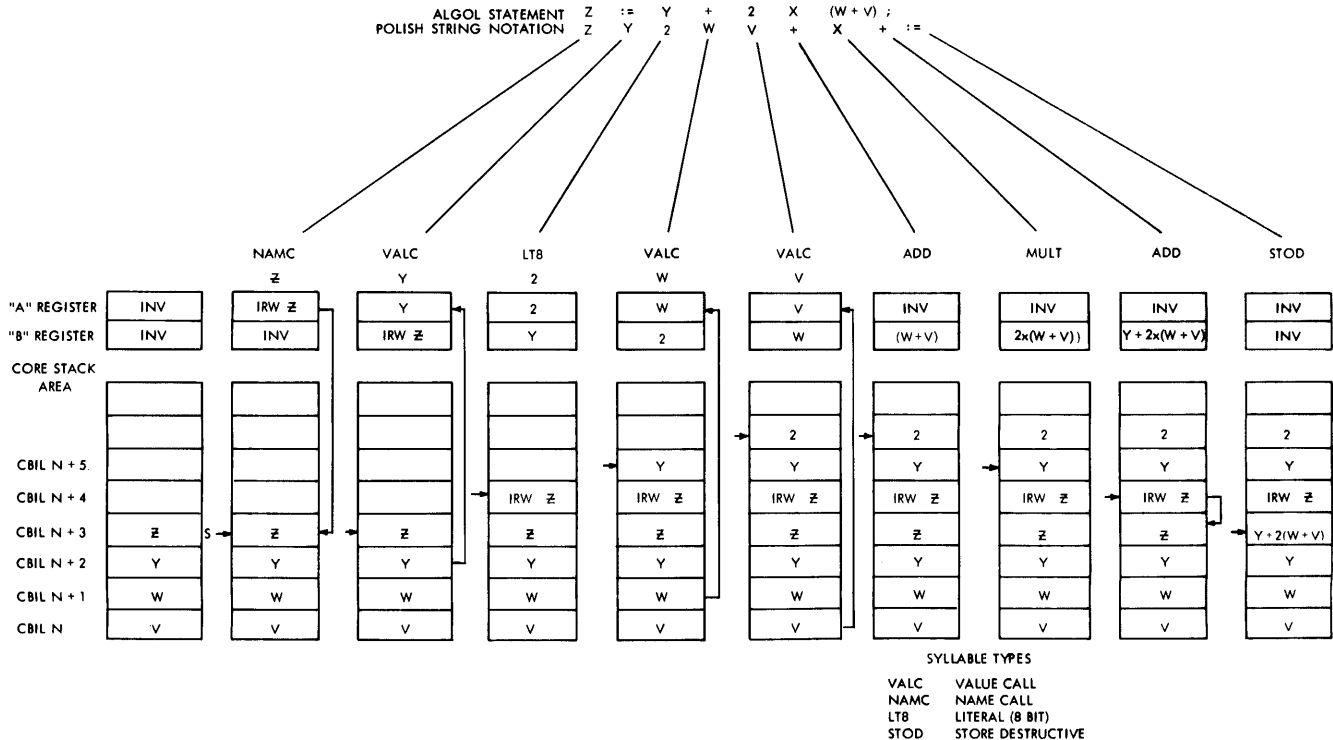 ALGOL STATEMENT Z := Y + 2 X (W + V) ;
POLISH STRING NOTATION Z Y 2 W V + X + :=
NAMC VALC LT8 VALC VALC ADD MULT ADD STOD
Ƶ Y 2 W V
"A" REGISTER INV IRW Ƶ Y 2 W V INV INV INV INV
"B" REGISTER INV INV IRW Ƶ Y 2 W (W+V) 2x(W + V)) Y + 2x(W + V) INV
CORE STACK
AREA
2 2 2 2 2
CBIL N + 5. Y Y Y Y Y Y
CBIL N + 4 IRW Ƶ IRW Ƶ IRW Ƶ IRW Ƶ IRW Ƶ IRW Ƶ IRW Ƶ
CBIL N + 3 Ƶ S Ƶ Ƶ Ƶ Ƶ Ƶ Ƶ Ƶ Ƶ Y + 2(W + V)
CBIL N + 2 Y Y Y Y Y Y Y Y Y Y
CBIL N + 1 W W W W W W W W W W
CBIL N V V V V V V V V V V
SYLLABLE TYPES
VALC VALUE CALL
NAMC NAME CALL
LT8 LITERAL (8 BIT)
STOD STORE DESTRUCTIVE